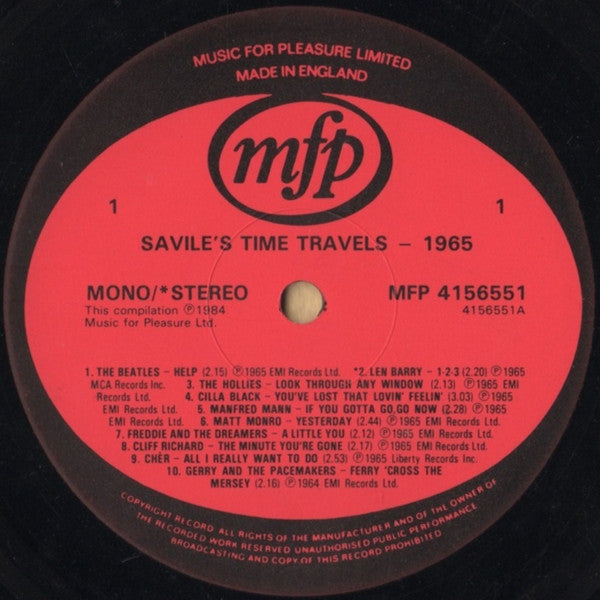 MUSIC FOR PLEASURE LIMITED
MADE IN ENGLAND
mfp
1 1
SAVILE'S TIME TRAVELS – 1965
MONO/*STEREO MFP 4156551
This compilation ℗1984 4156551A
Music for Pleasure Ltd.
1. THE BEATLES – HELP (2.15) ℗1965 EMI Records Ltd. *2. LEN BARRY – 1-2-3 (2.20) ℗1965
MCA Records Inc. 3. THE HOLLIES – LOOK THROUGH ANY WINDOW (2.13) ℗1965 EMI
Records Ltd. 4. CILLA BLACK – YOU'VE LOST THAT LOVIN' FEELIN' (3.03) ℗1965
EMI Records Ltd. 5. MANFRED MANN – IF YOU GOTTA GO,GO NOW (2.28) ℗1965
EMI Records Ltd. 6. MATT MONRO – YESTERDAY (2.44) ℗1965 EMI Records Ltd.
7. FREDDIE AND THE DREAMERS – A LITTLE YOU (2.12) ℗1965 EMI Records Ltd.
8. CLIFF RICHARD – THE MINUTE YOU'RE GONE (2.17) ℗1965 EMI Records Ltd.
9. CHÉR – ALL I REALLY WANT TO DO (2.53) ℗1965 Liberty Records Inc.
10. GERRY AND THE PACEMAKERS – FERRY 'CROSS THE
MERSEY (2.16) ℗1964 EMI Records Ltd.
COPYRIGHT RECORD ALL RIGHTS OF THE MANUFACTURER AND OF THE OWNER OF
THE RECORDED WORK RESERVED UNAUTHORISED PUBLIC PERFORMANCE
BROADCASTING AND COPY OF THIS RECORD PROHIBITED.